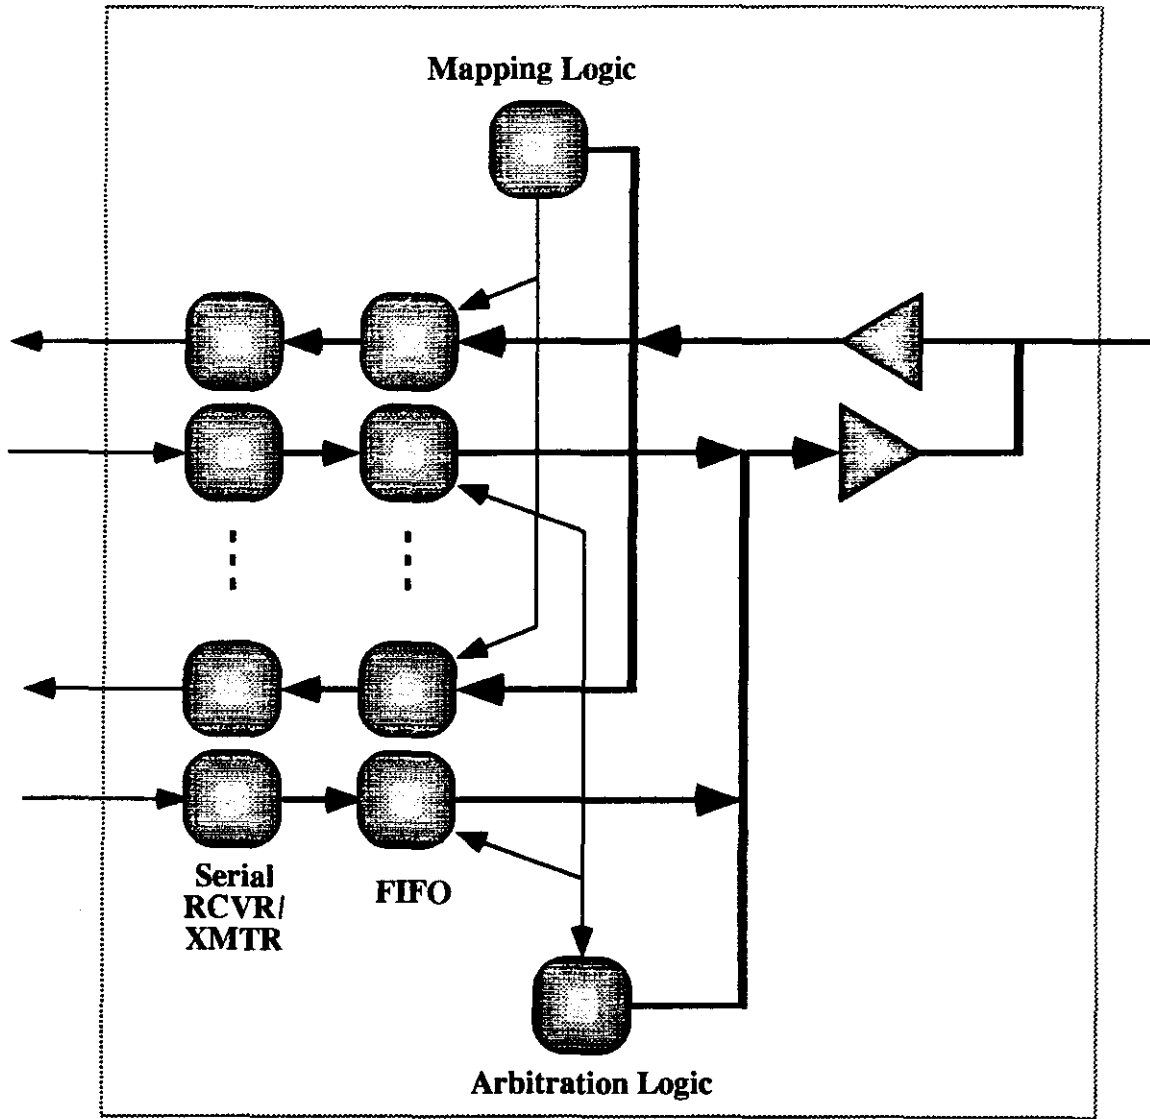 Mapping Logic
Serial
RCVR/
XMTR
FIFO
Arbitration Logic